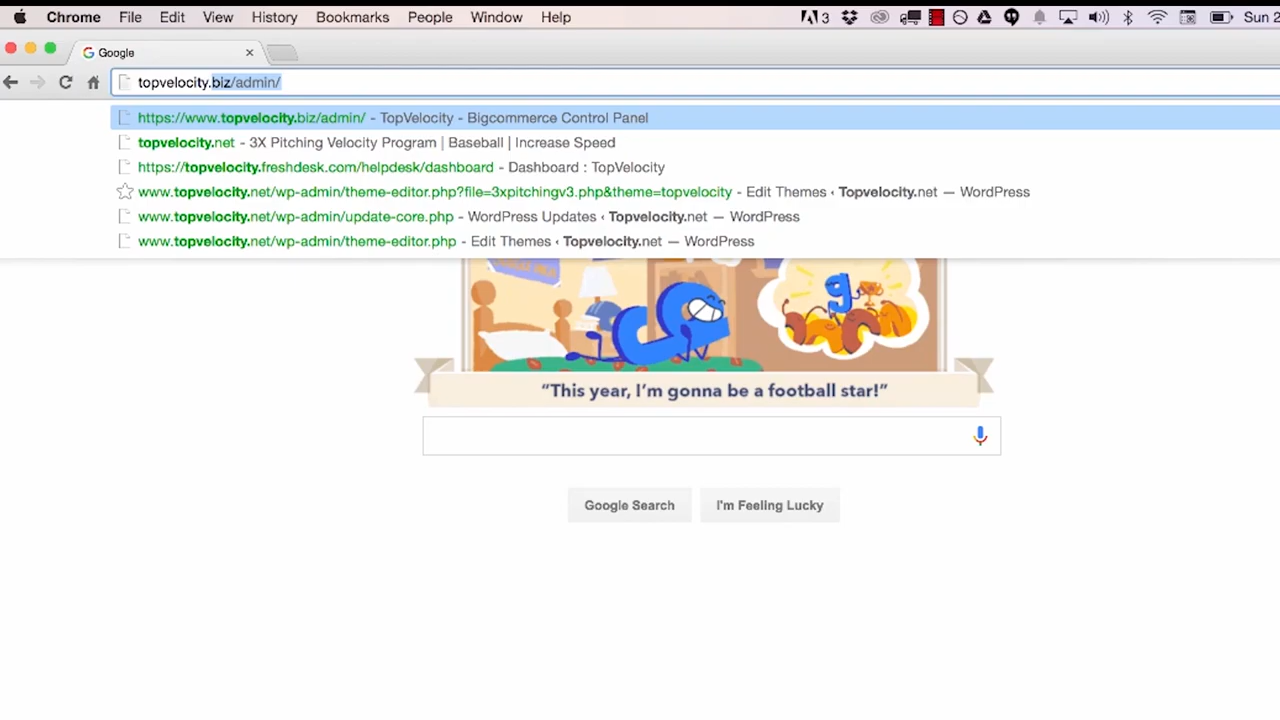 Chrome File Edit View History Bookmarks People Window Help 3 Sun 2
Google
topvelocity.biz/admin/
https://www.topvelocity.biz/admin/ - TopVelocity - Bigcommerce Control Panel
topvelocity.net - 3X Pitching Velocity Program | Baseball | Increase Speed
https://topvelocity.freshdesk.com/helpdesk/dashboard - Dashboard : TopVelocity
www.topvelocity.net/wp-admin/theme-editor.php?file=3xpitchingv3.php&theme=topvelocity - Edit Themes ‹ Topvelocity.net — WordPress
www.topvelocity.net/wp-admin/update-core.php - WordPress Updates ‹ Topvelocity.net — WordPress
www.topvelocity.net/wp-admin/theme-editor.php - Edit Themes ‹ Topvelocity.net — WordPress
g
“This year, I’m gonna be a football star!”
Google Search I'm Feeling Lucky